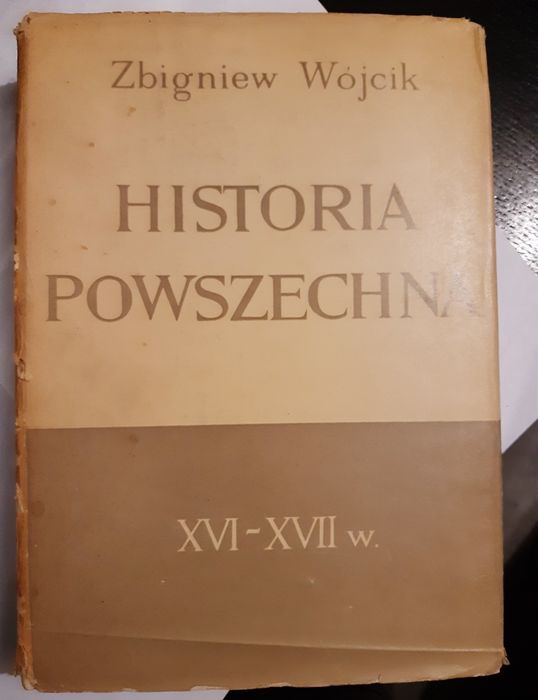 Zbigniew Wójcik
HISTORIA
POWSZECHNA
XVI-XVII w.